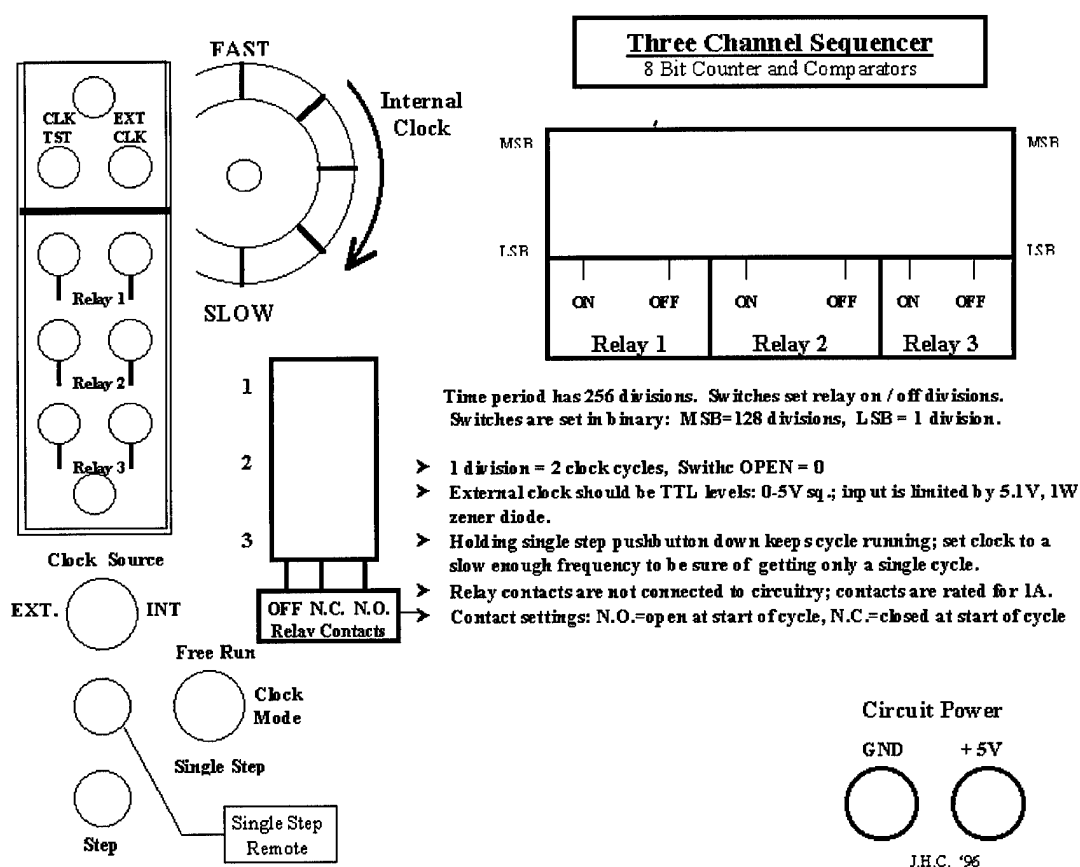 Three Channel Sequencer
8 Bit Counter and Comparators
FAST
Internal
Clock
SLOW
CLK
TST
EXT
CLK
Relay 1
Relay 2
Relay 3
MSB
MSB
LSB
LSB
ON OFF
Relay 1
ON OFF
Relay 2
ON OFF
Relay 3
1
2
3
OFF N.C. N.O.
Relay Contacts
Time period has 256 divisions. Switches set relay on / off divisions.
Switches are set in binary: MSB=128 divisions, LSB = 1 division.
➤ 1 division = 2 clock cycles, Swithc OPEN = 0
➤ External clock should be TTL levels: 0-5V sq.; input is limited by 5.1V, 1W
zener diode.
➤ Holding single step pushbutton down keeps cycle running; set clock to a
slow enough frequency to be sure of getting only a single cycle.
➤ Relay contacts are not connected to circuitry; contacts are rated for 1A.
➤ Contact settings: N.O.=open at start of cycle, N.C.=closed at start of cycle
Clock Source
EXT. INT
Free Run
Clock
Mode
Single Step
Step
Single Step
Remote
Circuit Power
GND +5V
J.H.C. '96